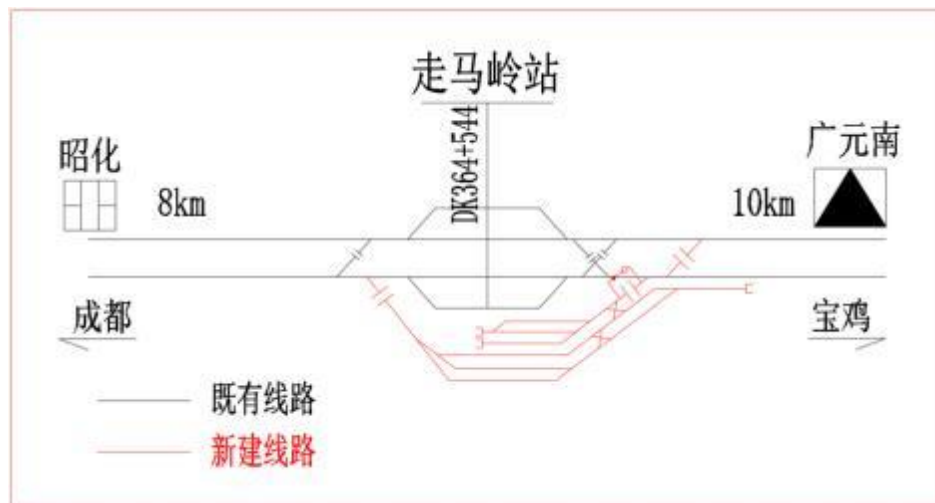 走马岭站
DK364+544
昭化
8km
广元南
10km
成都
宝鸡
既有线路
新建线路